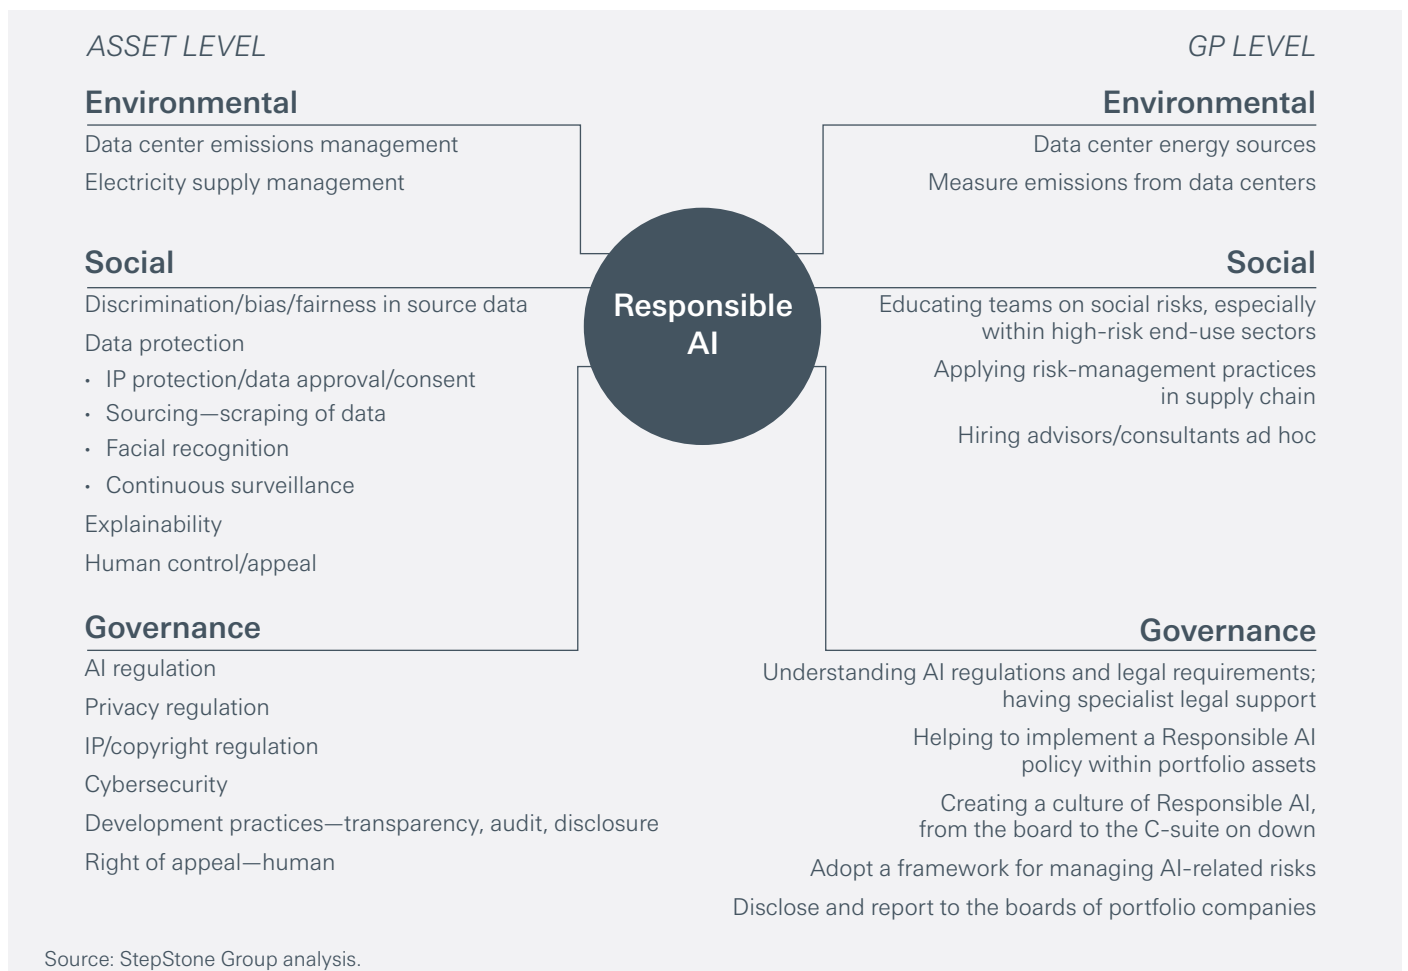 ASSET LEVEL
Environmental
Data center emissions management
Electricity supply management
Social
Discrimination/bias/fairness in source data
Data protection
• IP protection/data approval/consent
• Sourcing—scraping of data
• Facial recognition
• Continuous surveillance
Explainability
Human control/appeal
Governance
AI regulation
Privacy regulation
IP/copyright regulation
Cybersecurity
Development practices—transparency, audit, disclosure
Right of appeal—human
Responsible
AI
GP LEVEL
Environmental
Data center energy sources
Measure emissions from data centers
Social
Educating teams on social risks, especially
within high-risk end-use sectors
Applying risk-management practices
in supply chain
Hiring advisors/consultants ad hoc
Governance
Understanding AI regulations and legal requirements;
having specialist legal support
Helping to implement a Responsible AI
policy within portfolio assets
Creating a culture of Responsible AI,
from the board to the C-suite on down
Adopt a framework for managing AI-related risks
Disclose and report to the boards of portfolio companies
Source: StepStone Group analysis.